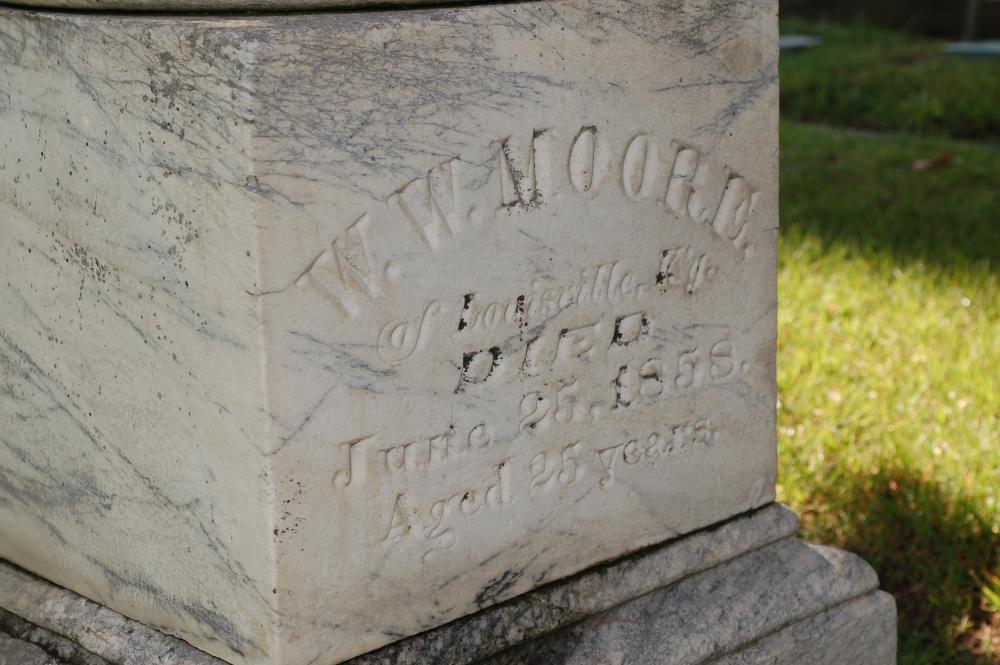 W. W. MOORE.
of Louisville, Ky.
DIED
June 25, 1858.
Aged 25 years.